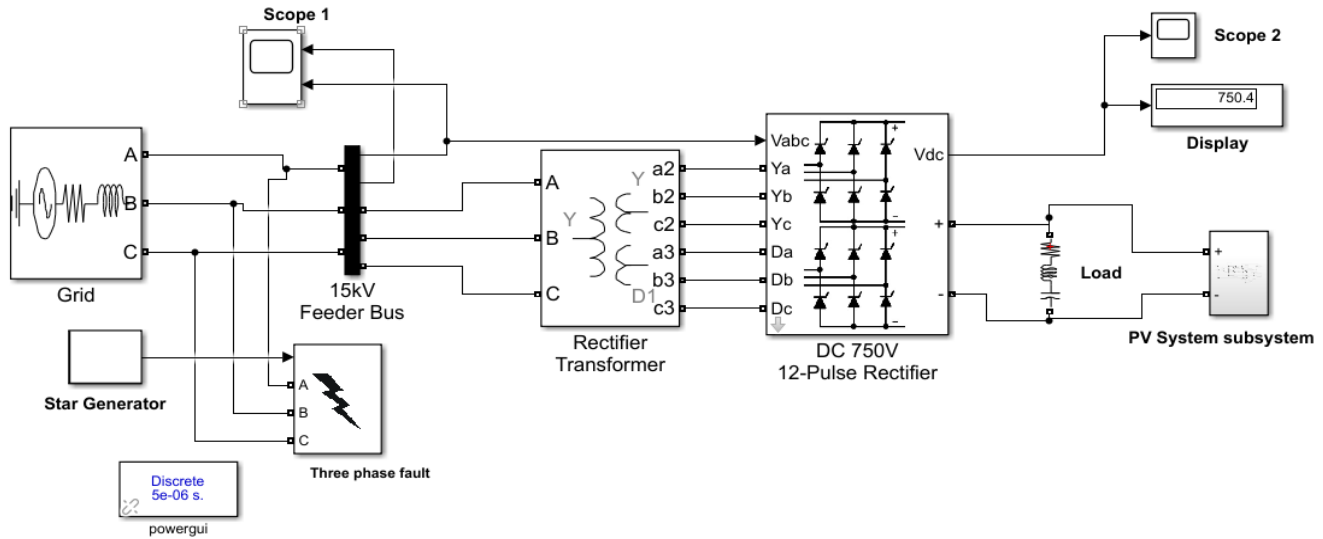 Scope 1
Scope 2
750.4
Display
A
B
C
Grid
15kV
Feeder Bus
A
B
C
Y
Y
D1
a2
b2
c2
a3
b3
c3
Rectifier
Transformer
Vabc
Ya
Yb
Yc
Da
Db
Dc
+
-
+
-
Vdc
+
-
DC 750V
12-Pulse Rectifier
Load
+
-
PV System subsystem
Star Generator
A
B
C
Three phase fault
Discrete
5e-06 s.
powergui